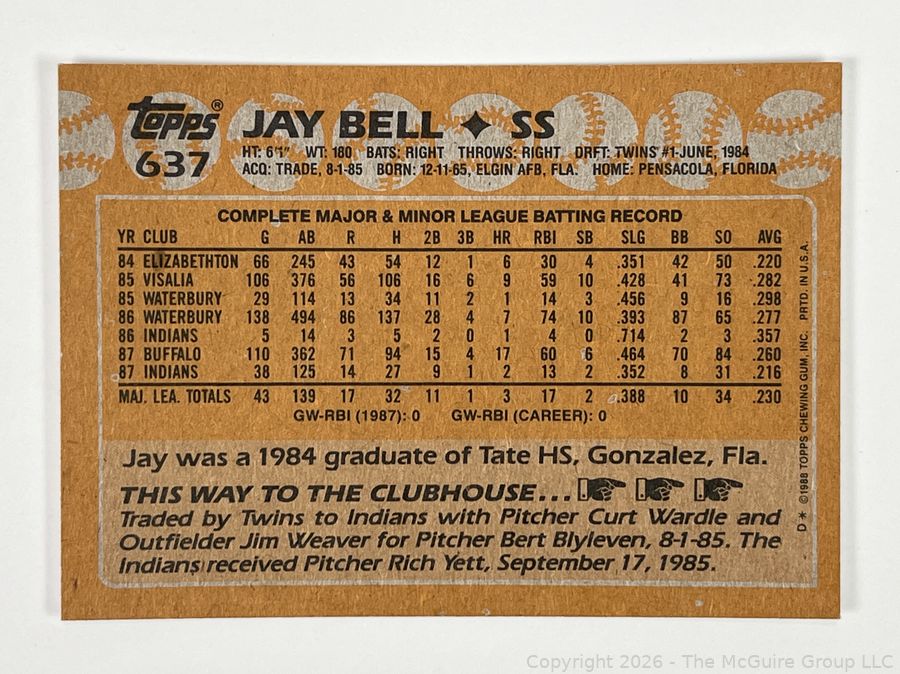 Topps®
637
JAY BELL ✦ SS
HT: 6'1" WT: 180 BATS: RIGHT THROWS: RIGHT DRFT: TWINS #1-JUNE, 1984
ACQ: TRADE, 8-1-85 BORN: 12-11-65, ELGIN AFB, FLA. HOME: PENSACOLA, FLORIDA
COMPLETE MAJOR & MINOR LEAGUE BATTING RECORD
YR CLUB G AB R H 2B 3B HR RBI SB SLG BB SO AVG
84 ELIZABETHTON 66 245 43 54 12 1 6 30 4 .351 42 50 .220
85 VISALIA 106 376 56 106 16 6 9 59 10 .428 41 73 .282
85 WATERBURY 29 114 13 34 11 2 1 14 3 .456 9 16 .298
86 WATERBURY 138 494 86 137 28 4 7 74 10 .393 87 65 .277
86 INDIANS 5 14 3 5 2 0 1 4 0 .714 2 3 .357
87 BUFFALO 110 362 71 94 15 4 17 60 6 .464 70 84 .260
87 INDIANS 38 125 14 27 9 1 2 13 2 .352 8 31 .216
MAJ. LEA. TOTALS 43 139 17 32 11 1 3 17 2 .388 10 34 .230
GW-RBI (1987): 0 GW-RBI (CAREER): 0
Jay was a 1984 graduate of Tate HS, Gonzalez, Fla.
THIS WAY TO THE CLUBHOUSE...
Traded by Twins to Indians with Pitcher Curt Wardle and
Outfielder Jim Weaver for Pitcher Bert Blyleven, 8-1-85. The
Indians received Pitcher Rich Yett, September 17, 1985.
D* ©1988 TOPPS CHEWING GUM, INC. PRTD. IN U.S.A.
Copyright 2026 - The McGuire Group LLC